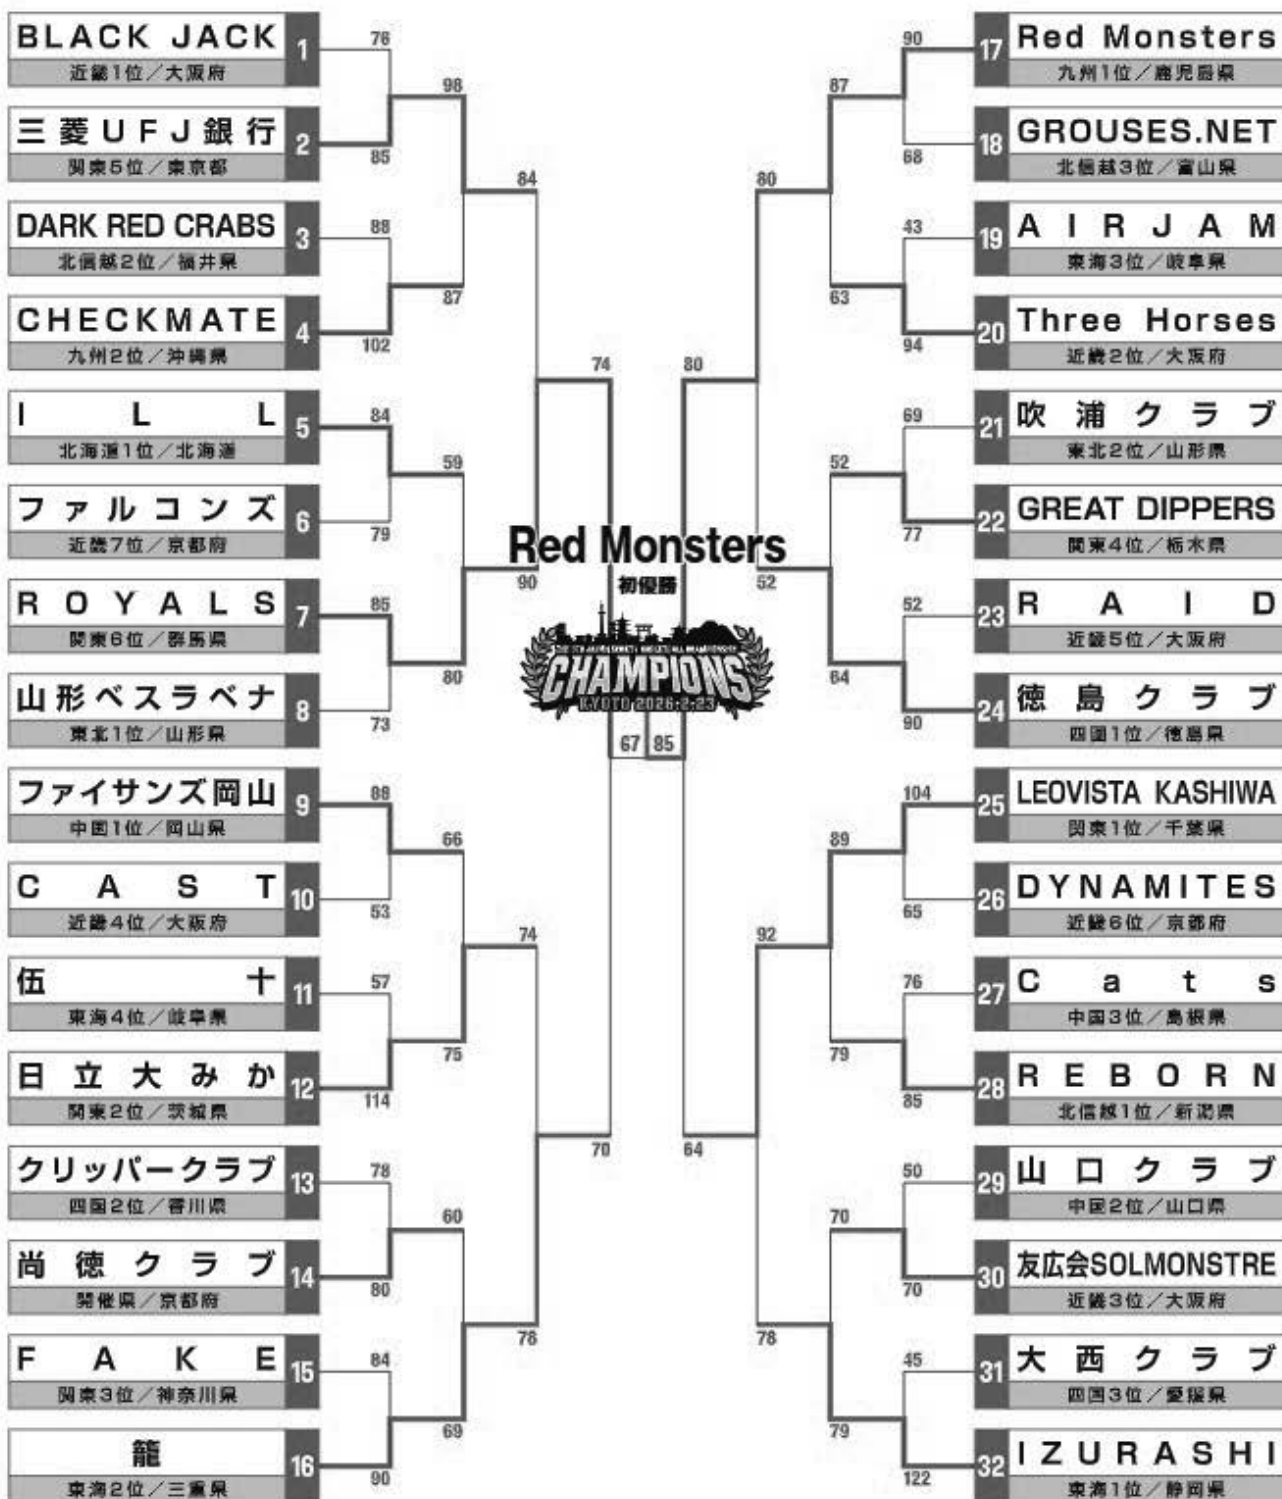 BLACK JACK
1
近畿1位／大阪府
76
三菱UFJ銀行
2
関東5位／東京都
85
98
DARK RED CRABS
3
北信越2位／福井県
88
CHECKMATE
4
九州2位／沖縄県
102
87
84
ILL
5
北海道1位／北海道
84
ファルコンズ
6
近畿7位／京都府
79
59
ROYALS
7
関東6位／群馬県
85
山形ベスラベナ
8
東北1位／山形県
73
80
90
74
ファイサンズ岡山
9
中国1位／岡山県
88
CAST
10
近畿4位／大阪府
53
66
伍十
11
東海4位／岐阜県
57
日立大みか
12
関東2位／茨城県
114
75
74
クリッパークラブ
13
四国2位／香川県
78
尚徳クラブ
14
開催県／京都府
80
60
FAKE
15
関東3位／神奈川県
84
籠
16
東海2位／三重県
90
69
78
70
Red Monsters
初優勝
CHAMPIONS
KYOTO 2026.2.23
67
85
90
17
Red Monsters
九州1位／鹿児島県
68
18
GROUSES.NET
北信越3位／富山県
87
43
19
AIRJAM
東海3位／岐阜県
94
20
Three Horses
近畿2位／大阪府
63
80
69
21
吹浦クラブ
東北2位／山形県
77
22
GREAT DIPPERS
関東4位／栃木県
52
52
23
RAID
近畿5位／大阪府
90
24
徳島クラブ
四国1位／徳島県
64
52
80
104
25
LEOVISTA KASHIWA
関東1位／千葉県
65
26
DYNAMITES
近畿6位／京都府
89
76
27
Cats
中国3位／島根県
85
28
REBORN
北信越1位／新潟県
79
92
50
29
山口クラブ
中国2位／山口県
70
30
友広会SOLMONSTRE
近畿3位／大阪府
70
45
31
大西クラブ
四国3位／愛媛県
122
32
IZURASHI
東海1位／静岡県
79
78
64